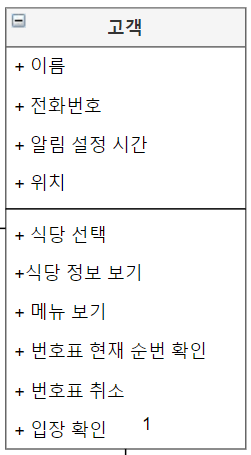 고객
+ 이름
+ 전화번호
+ 알림 설정 시간
+ 위치
+ 식당 선택
+식당 정보 보기
+ 메뉴 보기
+ 번호표 현재 순번 확인
+ 번호표 취소
+ 입장 확인 1